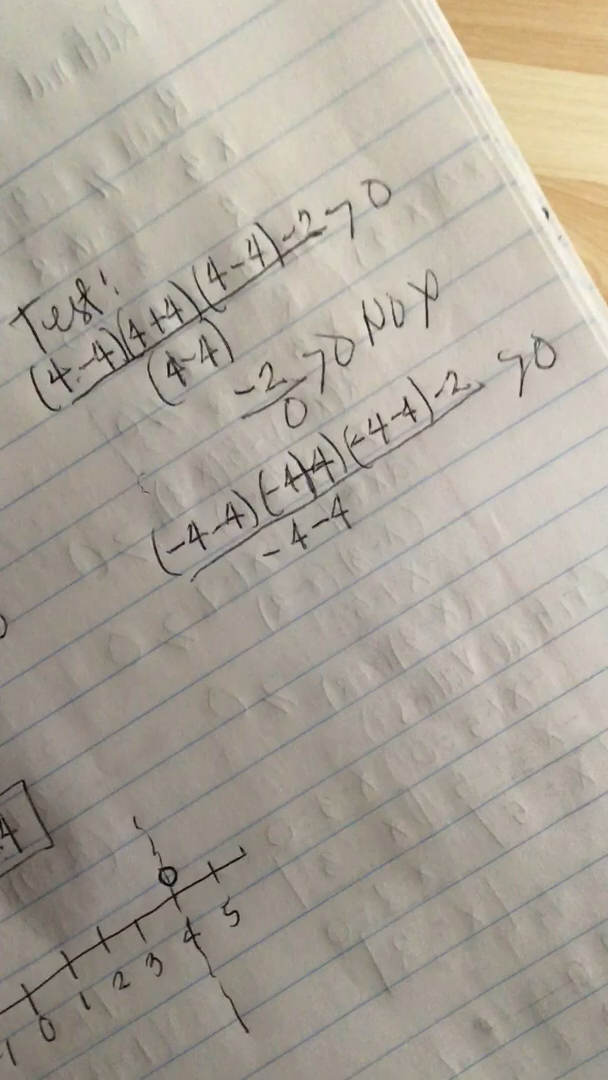 Test:
(4-4)(4+4)(4-4)-2 >0
(4-4)
-2 >0 NO X
0
(-4-4)(-4+4)(-4-4)-2 >0
-4-4
4
-1 0 1 2 3 4 5